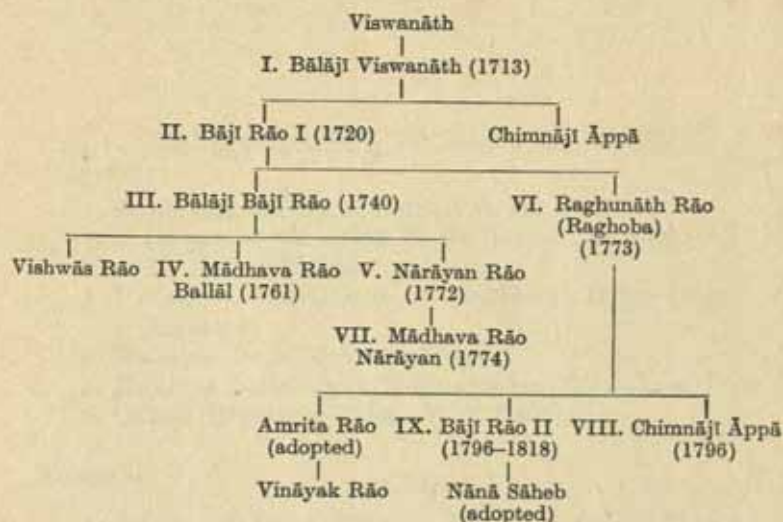 Viswanāth
I. Bālājī Viswanāth (1713)
II. Bājī Rāo I (1720)
Chimnājī Āppā
III. Bālājī Bājī Rāo (1740)
VI. Raghunāth Rāo
(Raghoba)
(1773)
Vishwās Rāo
IV. Mādhava Rāo
Ballāl (1761)
V. Nārāyan Rāo
(1772)
VII. Mādhava Rāo
Nārāyan (1774)
Amrita Rāo
(adopted)
IX. Bājī Rāo II
(1796–1818)
VIII. Chimnājī Āppā
(1796)
Vināyak Rāo
Nānā Sāheb
(adopted)